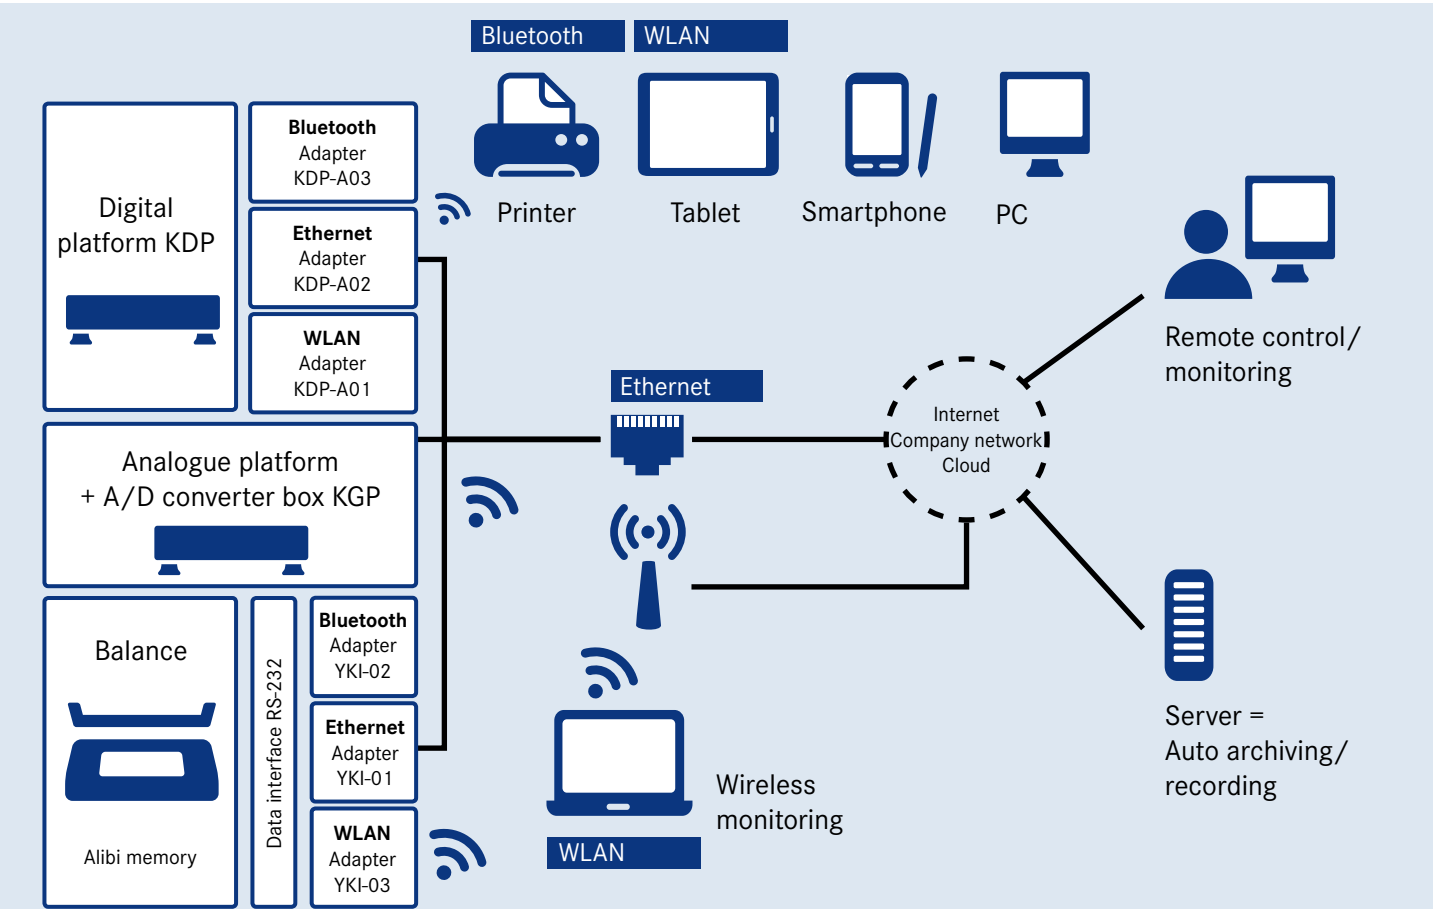 Bluetooth
WLAN
Printer
Tablet
Smartphone
PC
Digital
platform KDP
Bluetooth
Adapter
KDP-A03
Ethernet
Adapter
KDP-A02
WLAN
Adapter
KDP-A01
Analogue platform
+ A/D converter box KGP
Balance
Alibi memory
Data interface RS-232
Bluetooth
Adapter
YKI-02
Ethernet
Adapter
YKI-01
WLAN
Adapter
YKI-03
Ethernet
Wireless
monitoring
WLAN
Internet
Company network
Cloud
Remote control/
monitoring
Server =
Auto archiving/
recording